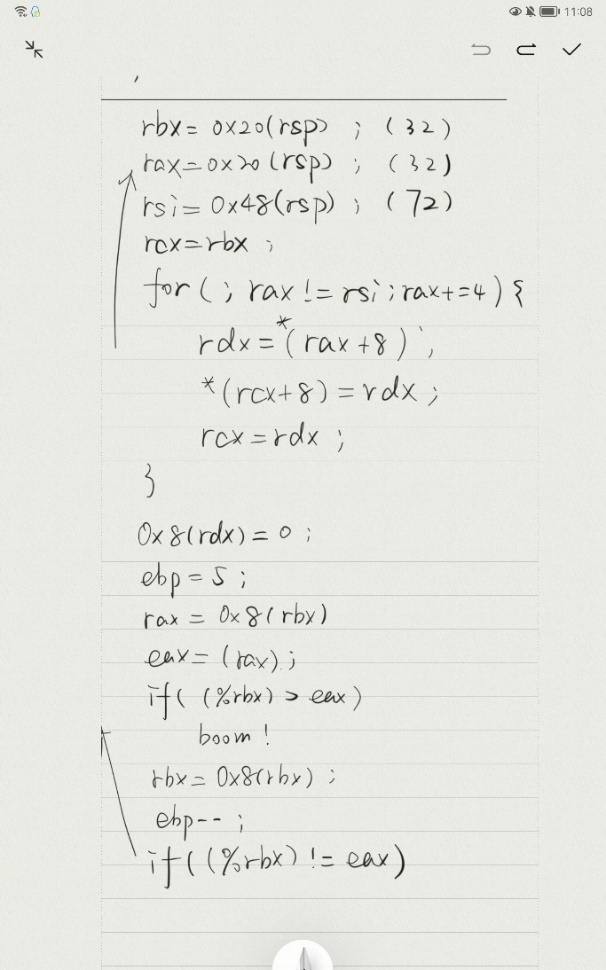 11:08
rbx = 0x20(rsp) ; (32)
rax = 0x20(rsp) ; (32)
rsi = 0x48(rsp) ; (72)
rcx = rbx ;
for ( ; rax != rsi ; rax+=4) {
rdx = *(rax+8) ;
*(rcx+8) = rdx ;
rcx = rdx ;
}
0x8(rdx) = 0 ;
ebp = 5 ;
rax = 0x8(rbx)
eax = (rax) ;
if( (%rbx) > eax)
boom !
rbx = 0x8(rbx) ;
ebp-- ;
if( (%rbx) != eax)